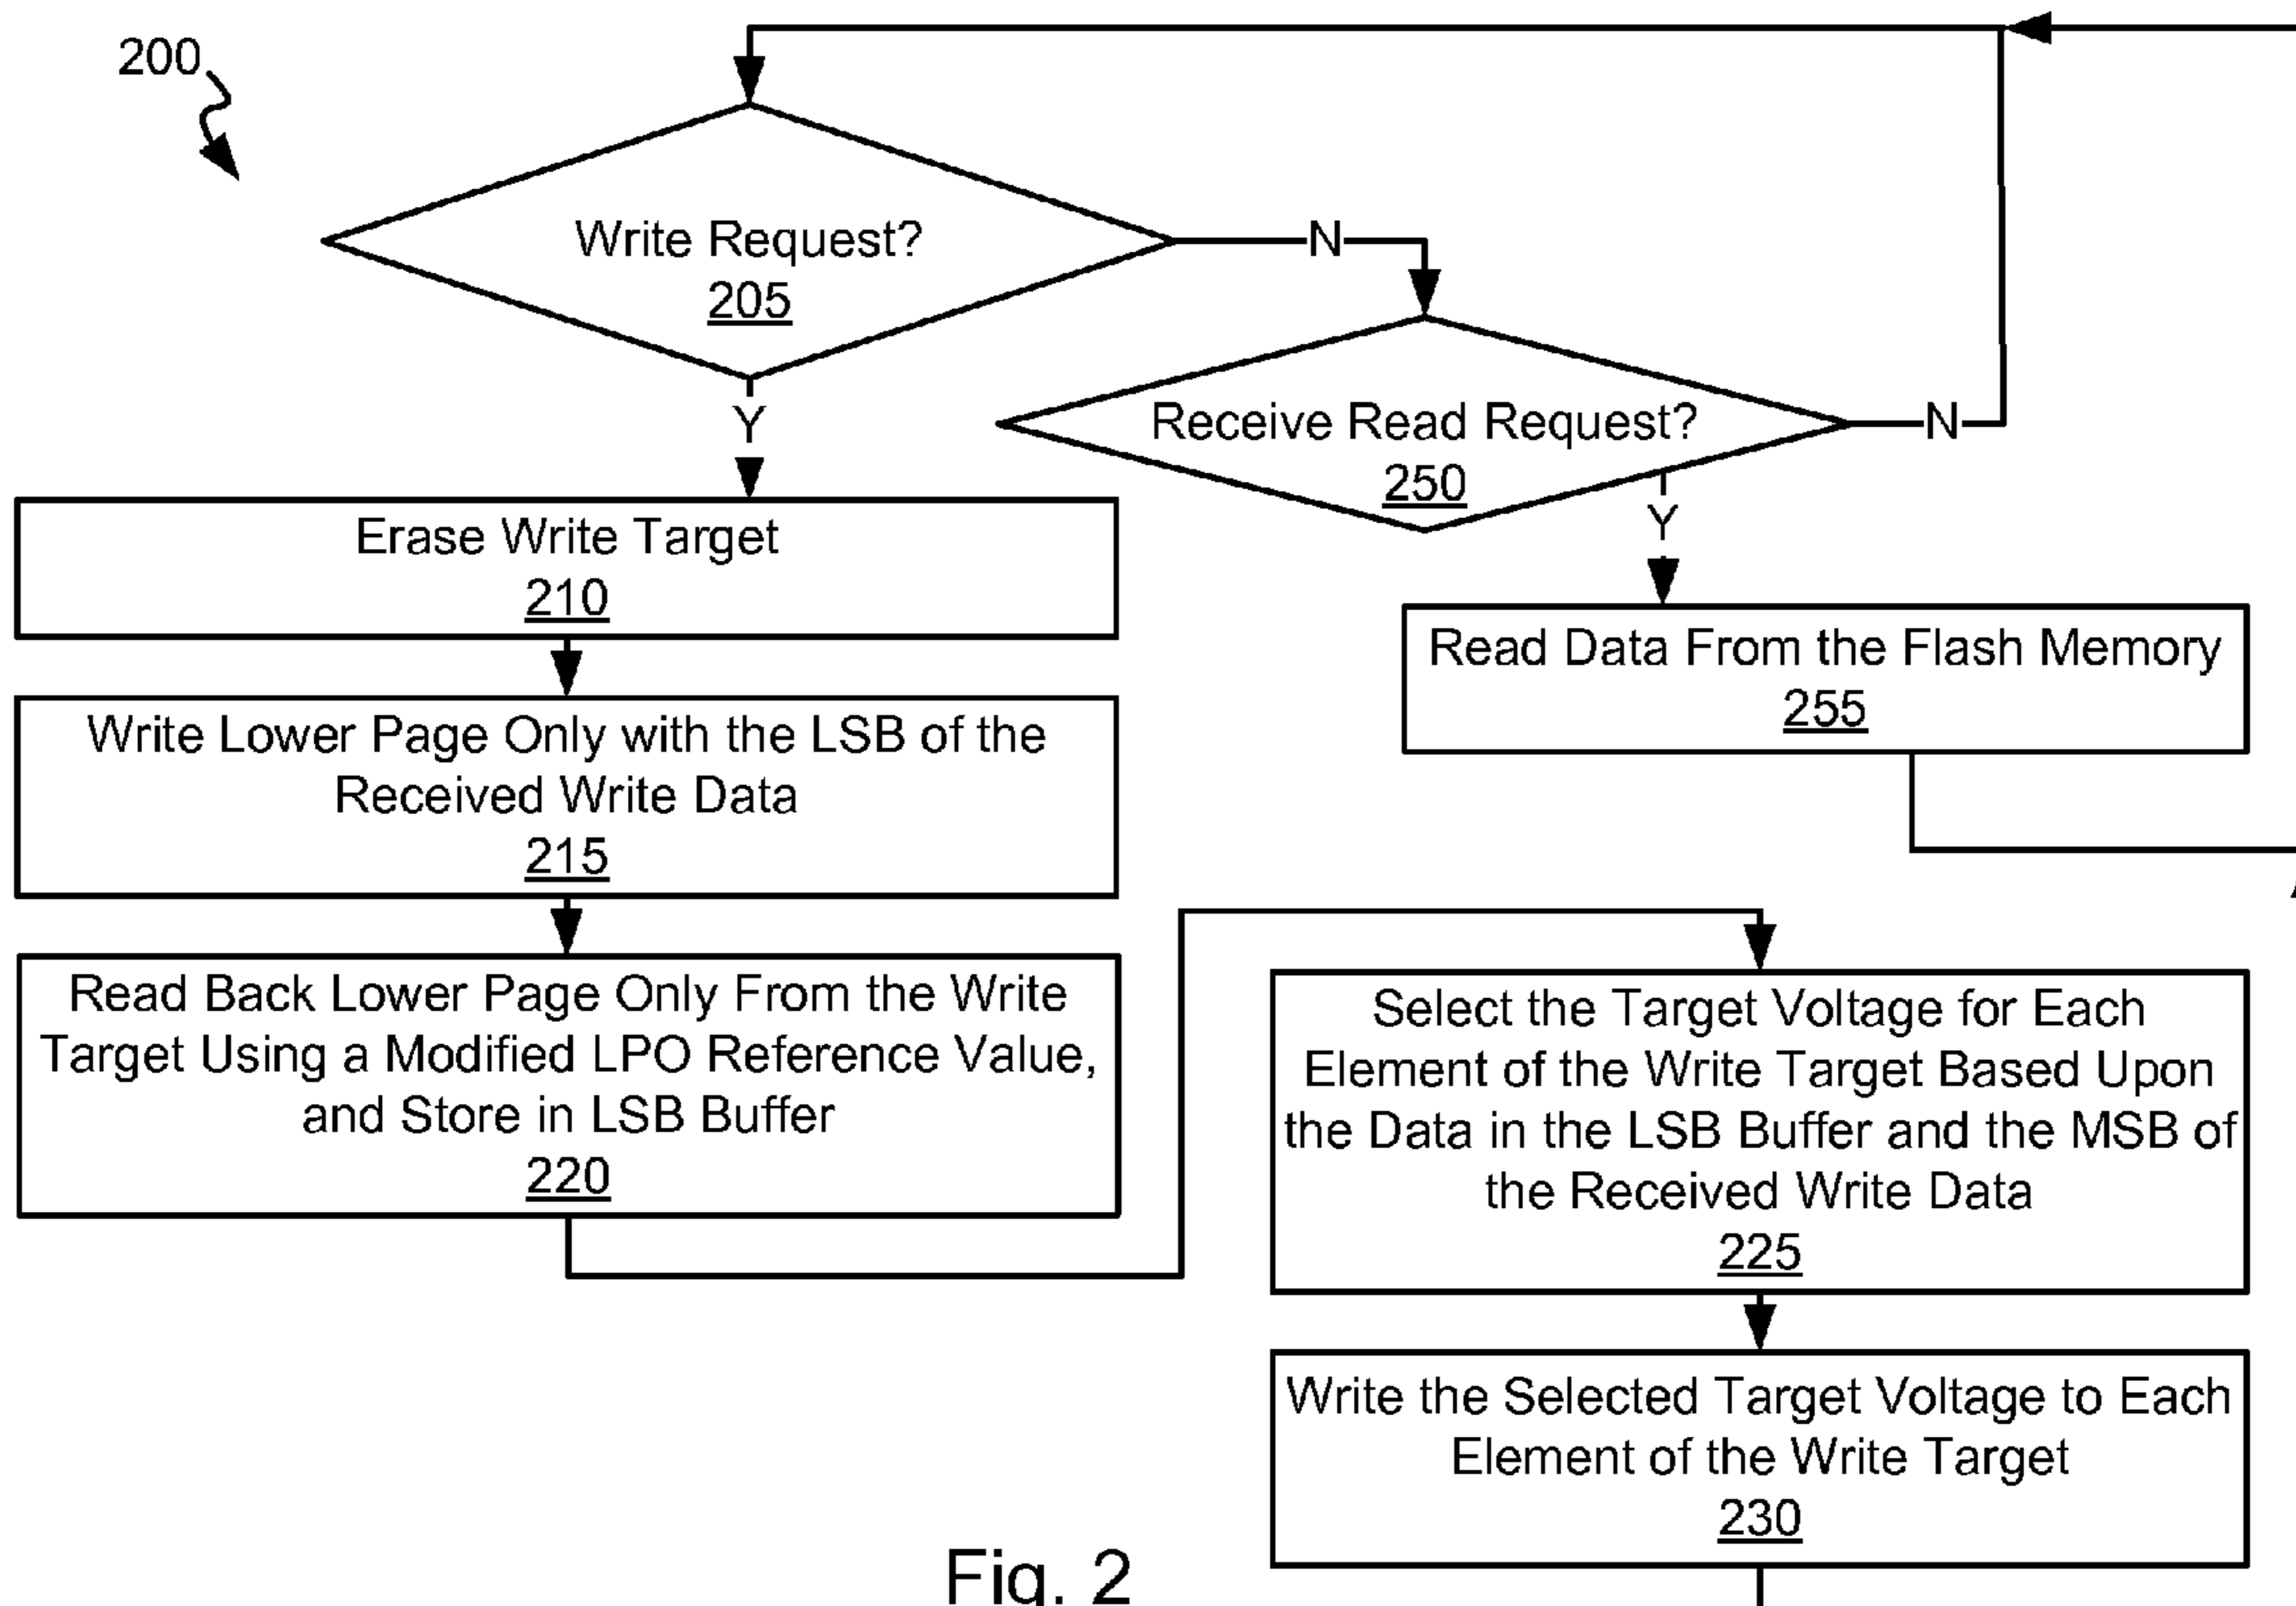 200
Write Request?
205
N
Y
Receive Read Request?
250
N
Y
Erase Write Target
210
Read Data From the Flash Memory
255
Write Lower Page Only with the LSB of the
Received Write Data
215
Read Back Lower Page Only From the Write
Target Using a Modified LPO Reference Value,
and Store in LSB Buffer
220
Select the Target Voltage for Each
Element of the Write Target Based Upon
the Data in the LSB Buffer and the MSB of
the Received Write Data
225
Write the Selected Target Voltage to Each
Element of the Write Target
230
Fig. 2